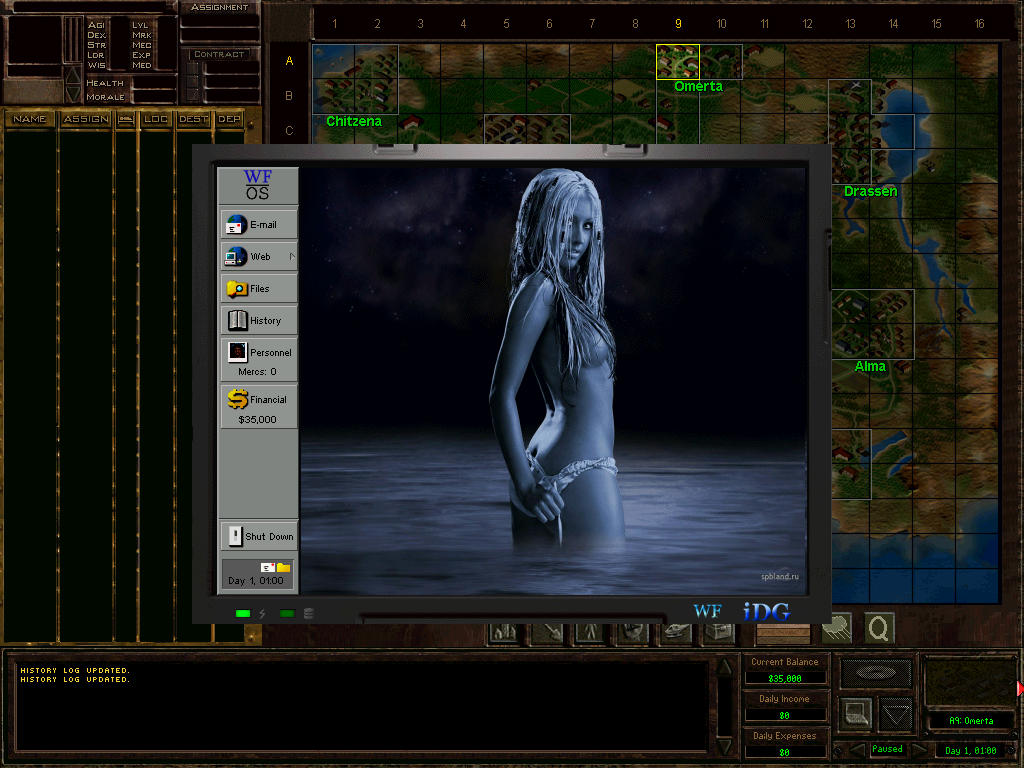 ASSIGNMENT
AGI LVL
DEX MRK
STR MEC
LDR EXP
WIS MED
CONTRACT
HEALTH
MORALE
NAME ASSIGN LOC DEST DEP
1 2 3 4 5 6 7 8 9 10 11 12 13 14 15 16
A
B
C
Omerta
Chitzena
Drassen
Alma
WF
OS
E-mail
Web
Files
History
Personnel
Mercs: 0
Financial
$35,000
Shut Down
Day 1, 01:00
spbland.ru
WF iDG
Q
HISTORY LOG UPDATED.
HISTORY LOG UPDATED.
Current Balance
$35,000
Daily Income
$0
Daily Expenses
$0
A9: Omerta
Paused
Day 1, 01:00